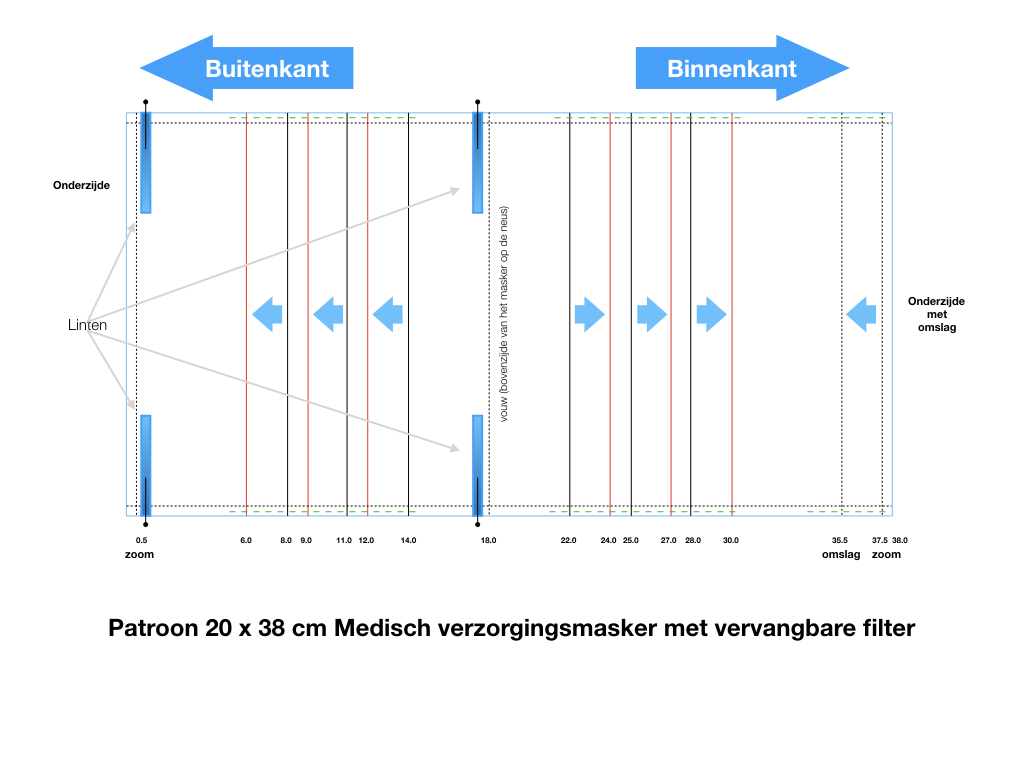 Buitenkant
Binnenkant
Onderzijde
Linten
vouw (bovenzijde van het masker op de neus)
Onderzijde
met
omslag
0.5 6.0 8.0 9.0 11.0 12.0 14.0 18.0 22.0 24.0 25.0 27.0 28.0 30.0 35.5 37.5 38.0
zoom omslag zoom
Patroon 20 x 38 cm Medisch verzorgingsmasker met vervangbare filter